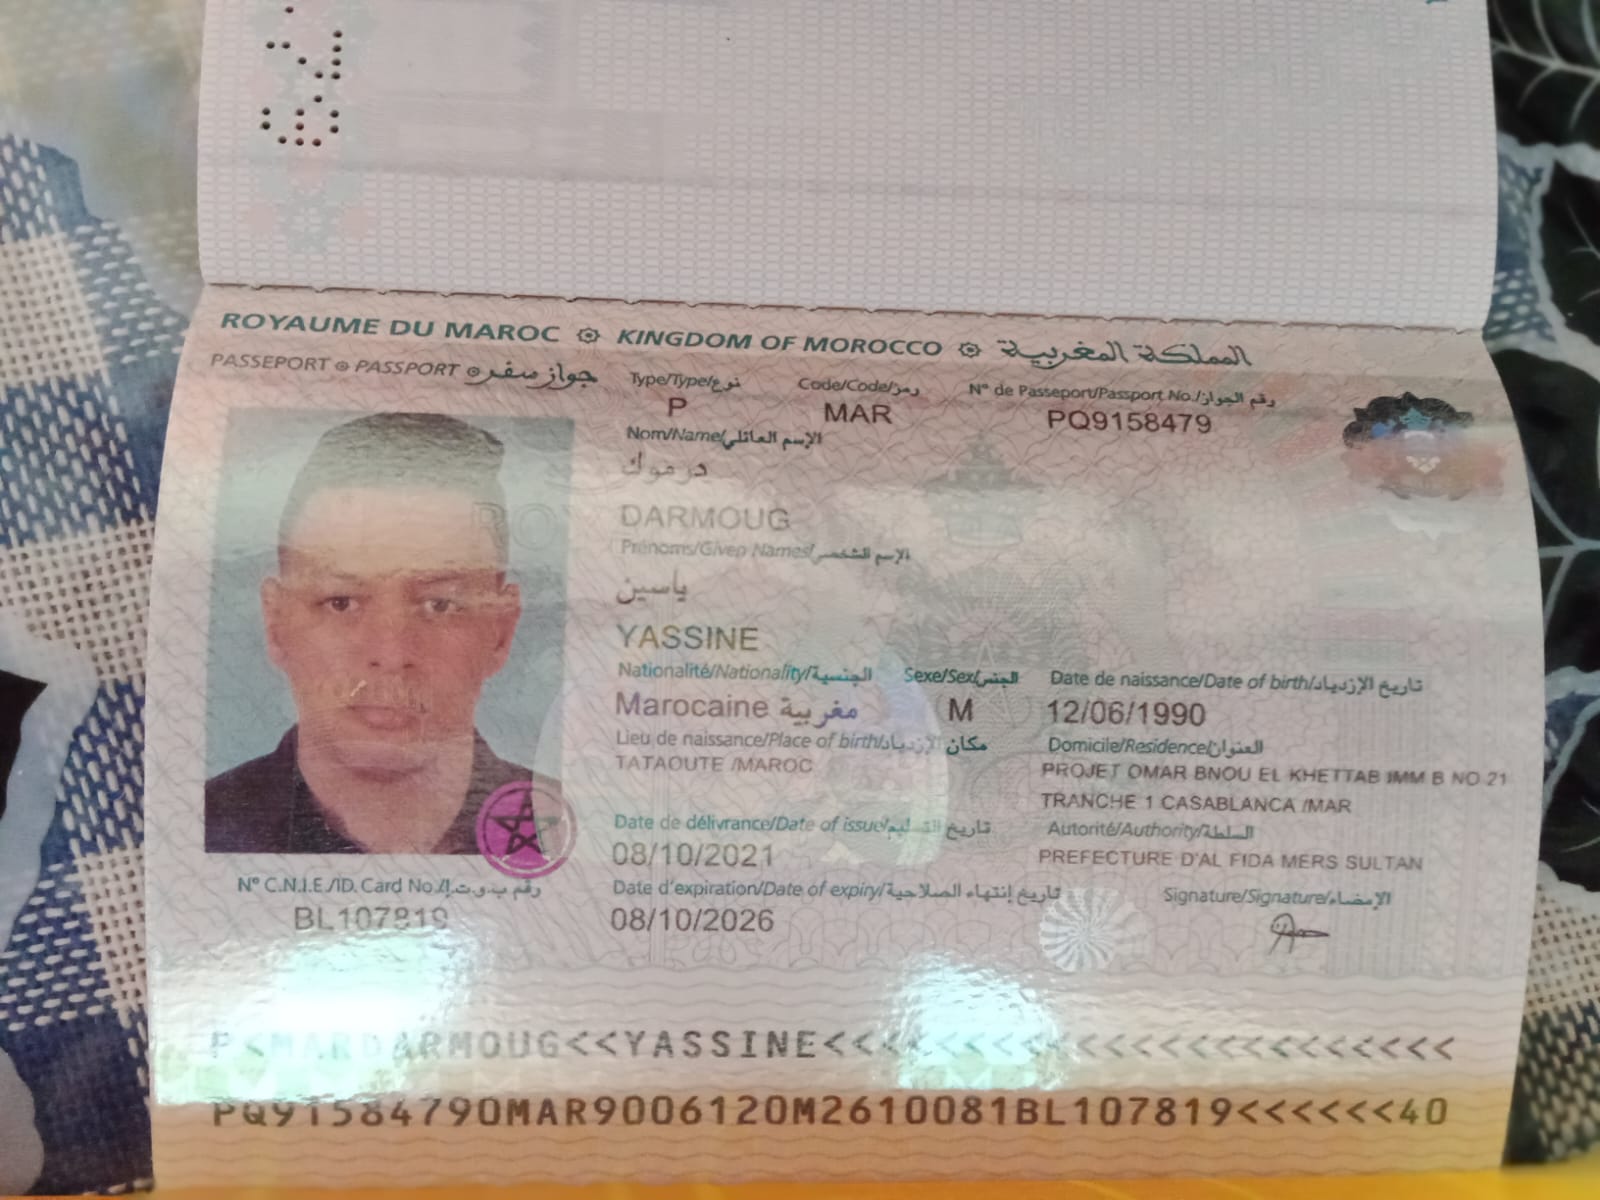 ROYAUME DU MAROC KINGDOM OF MOROCCO المملكة المغربية
PASSEPORT PASSPORT جواز سفر
Type/Type/نوع Code/Code/رمز N° de Passeport/Passport No./رقم الجواز
P MAR PQ9158479
Nom/Name/الإسم العائلي
درموك
DARMOUG
Prénoms/Given Names/الإسم الشخصي
ياسين
YASSINE
Nationalité/Nationality/الجنسية Sexe/Sex/الجنس Date de naissance/Date of birth/تاريخ الإزدياد
Marocaine مغربية M 12/06/1990
Lieu de naissance/Place of birth/مكان الإزدياد Domicile/Residence/العنوان
TATAOUTE /MAROC PROJET OMAR BNOU EL KHETTAB IMM B NO 21
TRANCHE 1 CASABLANCA /MAR
Date de délivrance/Date of issue/تاريخ التسليم Autorité/Authority/السلطة
08/10/2021 PREFECTURE D'AL FIDA MERS SULTAN
N° C.N.I.E./ID. Card No./رقم ب.و.ت.إ Date d'expiration/Date of expiry/تاريخ إنتهاء الصلاحية Signature/Signature/الإمضاء
BL107819 08/10/2026
P<MARDARMOUG<<YASSINE<<<<<<<<<<<<<<<<<<<<<<<
PQ91584790MAR9006120M2610081BL107819<<<<<<40